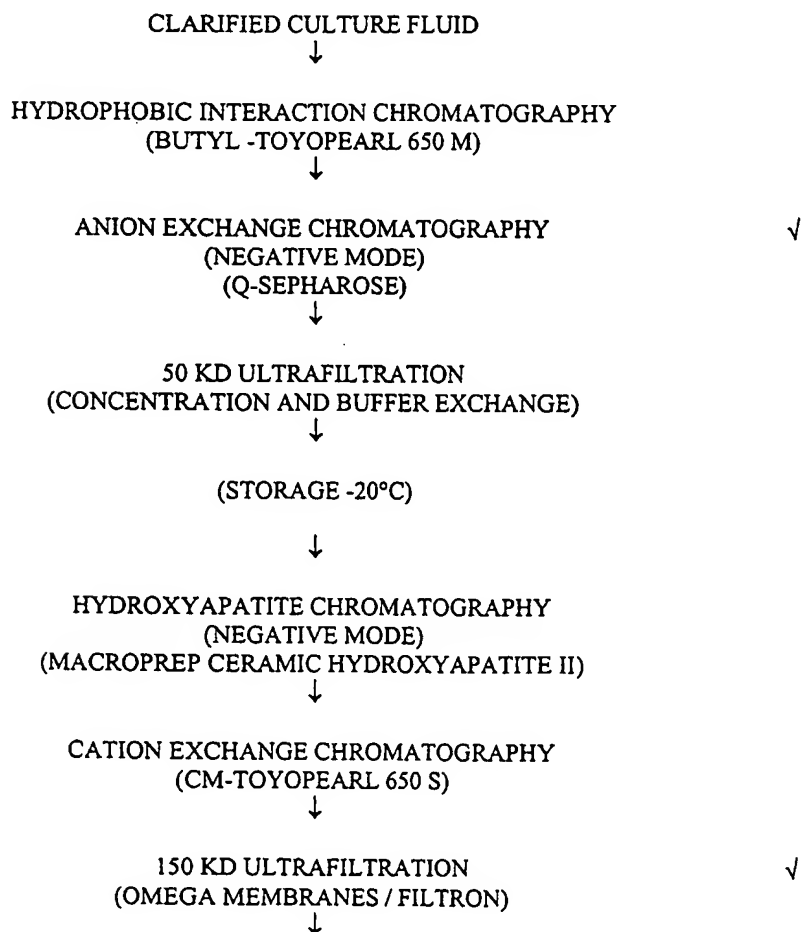 CLARIFIED CULTURE FLUID
↓
HYDROPHOBIC INTERACTION CHROMATOGRAPHY
(BUTYL -TOYOPEARL 650 M)
↓
ANION EXCHANGE CHROMATOGRAPHY √
(NEGATIVE MODE)
(Q-SEPHAROSE)
↓
50 KD ULTRAFILTRATION
(CONCENTRATION AND BUFFER EXCHANGE)
↓
(STORAGE -20°C)
↓
HYDROXYAPATITE CHROMATOGRAPHY
(NEGATIVE MODE)
(MACROPREP CERAMIC HYDROXYAPATITE II)
↓
CATION EXCHANGE CHROMATOGRAPHY
(CM-TOYOPEARL 650 S)
↓
150 KD ULTRAFILTRATION √
(OMEGA MEMBRANES / FILTRON)
↓